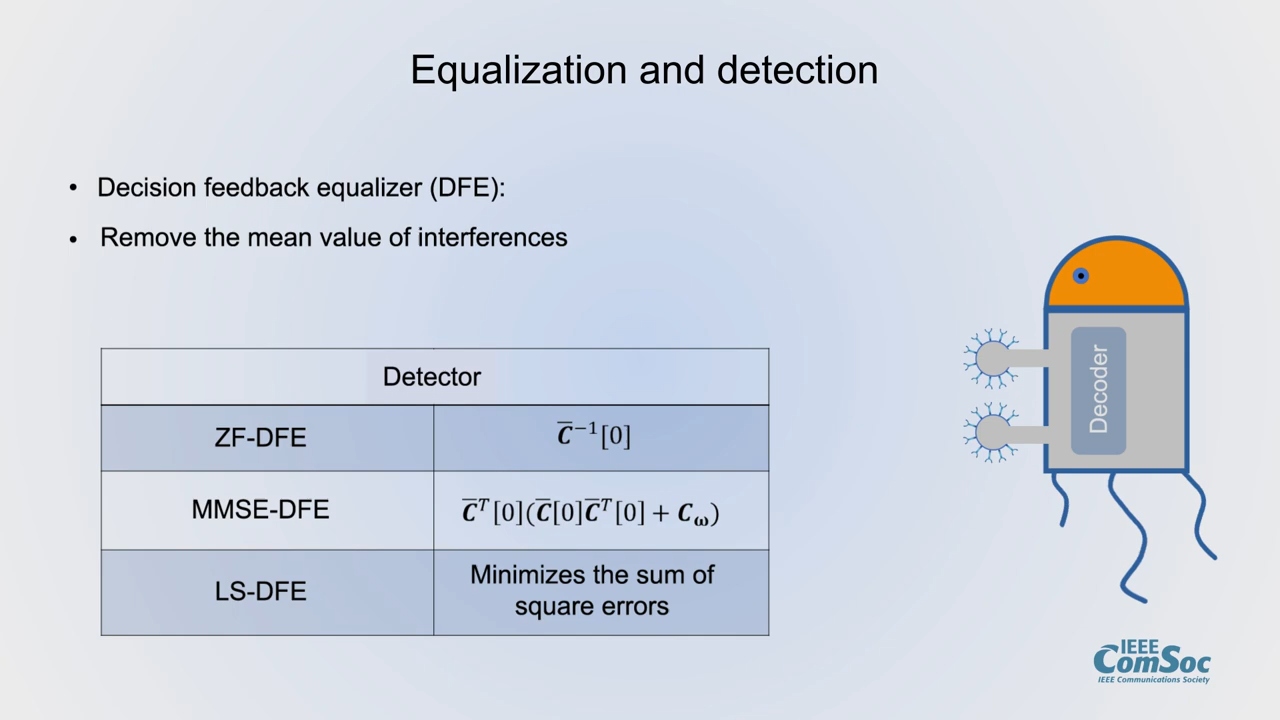 Equalization and detection
• Decision feedback equalizer (DFE):
• Remove the mean value of interferences
Detector
ZF-DFE
C̅⁻¹[0]
MMSE-DFE
C̅ᵀ[0](C̅[0]C̅ᵀ[0] + C_ω)
LS-DFE
Minimizes the sum of
square errors
Decoder
IEEE
ComSoc
IEEE Communications Society